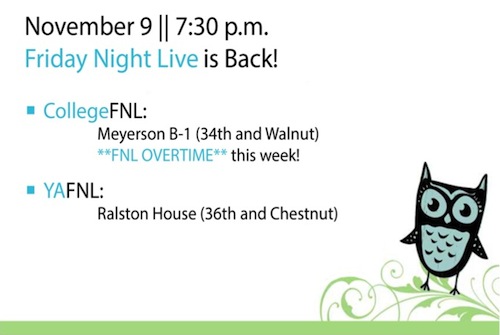 November 9 || 7:30 p.m.
Friday Night Live is Back!
CollegeFNL:
Meyerson B-1 (34th and Walnut)
**FNL OVERTIME** this week!
YAFNL:
Ralston House (36th and Chestnut)